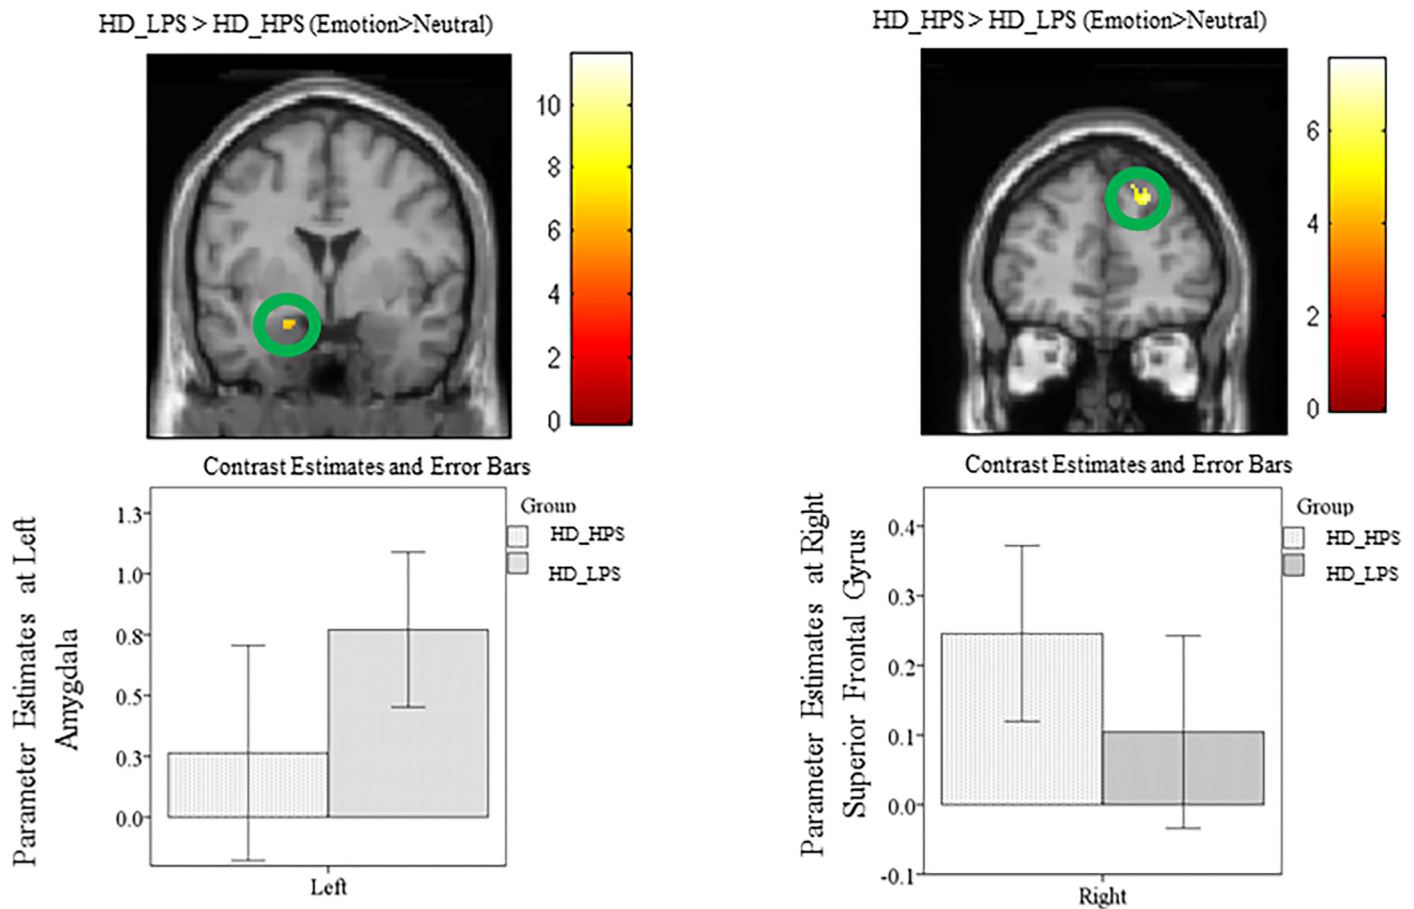 HD_LPS > HD_HPS (Emotion>Neutral)
10
8
6
4
2
0
Contrast Estimates and Error Bars
Parameter Estimates at Left
Amygdala
1.3
1.0
0.8
0.5
0.3
0.0
Left
Group
HD_HPS
HD_LPS
HD_HPS > HD_LPS (Emotion>Neutral)
6
4
2
0
Contrast Estimates and Error Bars
Parameter Estimates at Right
Superior Frontal Gyrus
0.4
0.3
0.2
0.1
0.0
-0.1
Right
Group
HD_HPS
HD_LPS